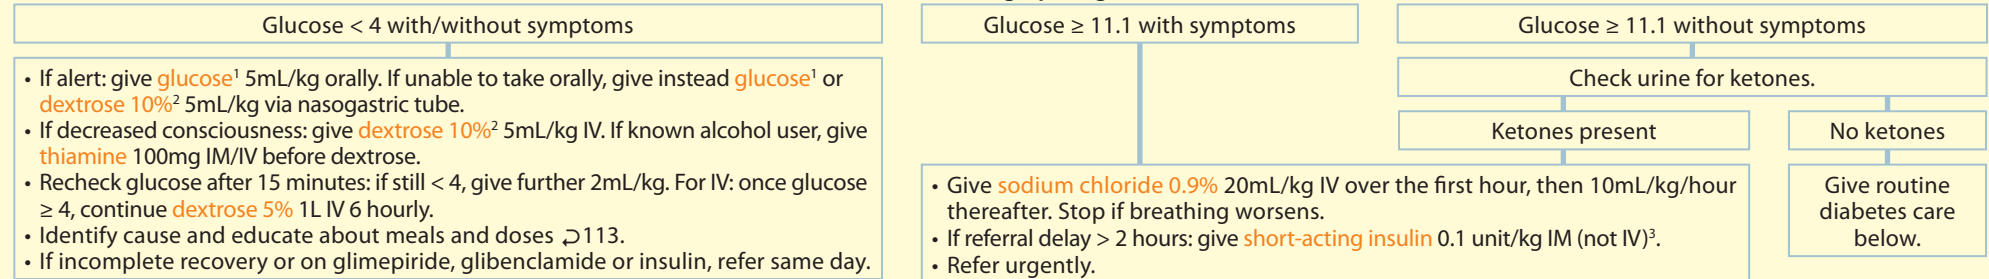 Glucose < 4 with/without symptoms
• If alert: give glucose¹ 5mL/kg orally. If unable to take orally, give instead glucose¹ or
dextrose 10%² 5mL/kg via nasogastric tube.
• If decreased consciousness: give dextrose 10%² 5mL/kg IV. If known alcohol user, give
thiamine 100mg IM/IV before dextrose.
• Recheck glucose after 15 minutes: if still < 4, give further 2mL/kg. For IV: once glucose
≥ 4, continue dextrose 5% 1L IV 6 hourly.
• Identify cause and educate about meals and doses ⮌113.
• If incomplete recovery or on glimepiride, glibenclamide or insulin, refer same day.
Glucose ≥ 11.1 with symptoms
Glucose ≥ 11.1 without symptoms
Check urine for ketones.
Ketones present
No ketones
• Give sodium chloride 0.9% 20mL/kg IV over the first hour, then 10mL/kg/hour
thereafter. Stop if breathing worsens.
• If referral delay > 2 hours: give short-acting insulin 0.1 unit/kg IM (not IV)³.
• Refer urgently.
Give routine
diabetes care
below.